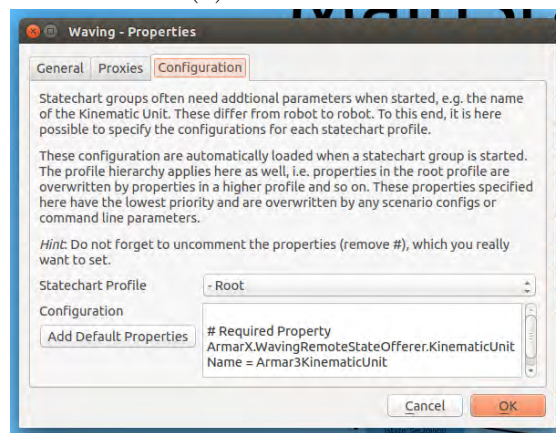 Waving - Properties
General Proxies Configuration
Statechart groups often need addtional parameters when started, e.g. the name
of the Kinematic Unit. These differ from robot to robot. To this end, it is here
possible to specify the configurations for each statechart profile.
These configuration are automatically loaded when a statechart group is started.
The profile hierarchy applies here as well, i.e. properties in the root profile are
overwritten by properties in a higher profile and so on. These properties specified
here have the lowest priority and are overwritten by any scenario configs or
command line parameters.
Hint: Do not forget to uncomment the properties (remove #), which you really
want to set.
Statechart Profile - Root
Configuration
Add Default Properties
# Required Property
ArmarX.WavingRemoteStateOfferer.KinematicUnit
Name = Armar3KinematicUnit
Cancel OK